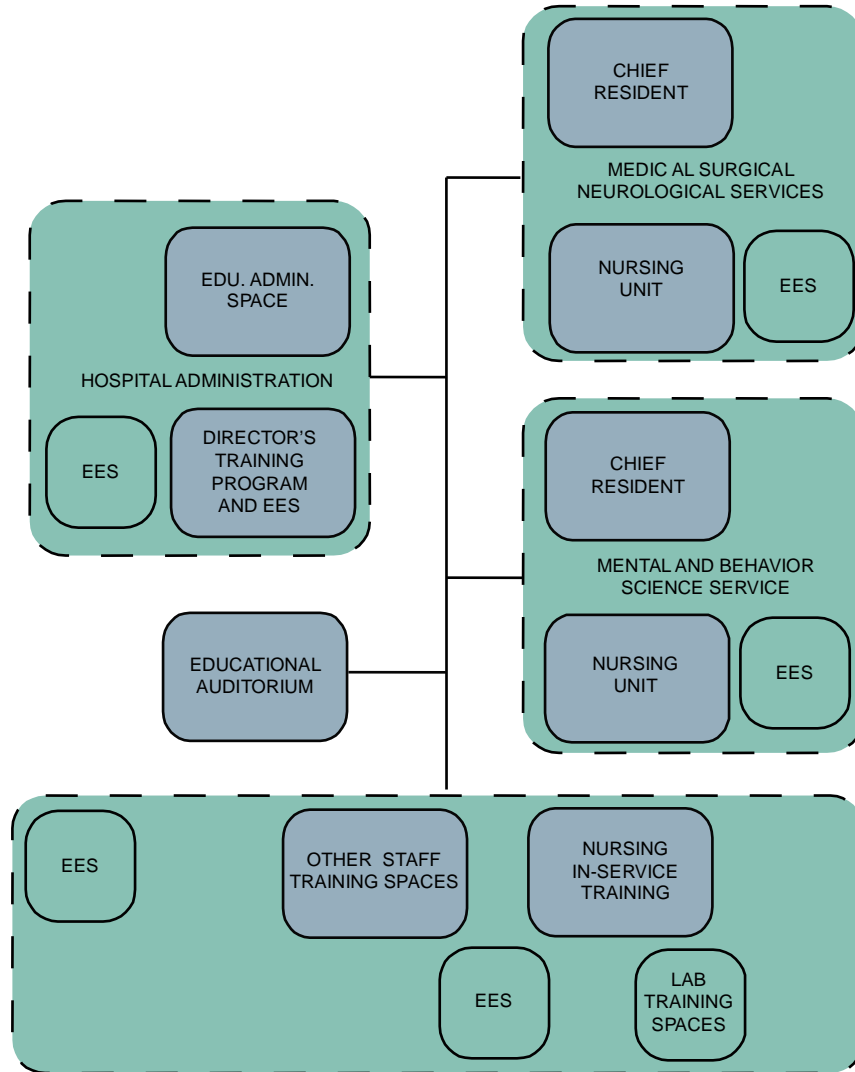 CHIEF
RESIDENT
MEDIC AL SURGICAL
NEUROLOGICAL SERVICES
NURSING
UNIT
EES
EDU. ADMIN.
SPACE
HOSPITAL ADMINISTRATION
EES
DIRECTOR'S
TRAINING
PROGRAM
AND EES
CHIEF
RESIDENT
MENTAL AND BEHAVIOR
SCIENCE SERVICE
NURSING
UNIT
EES
EDUCATIONAL
AUDITORIUM
EES
OTHER STAFF
TRAINING SPACES
NURSING
IN-SERVICE
TRAINING
EES
LAB
TRAINING
SPACES